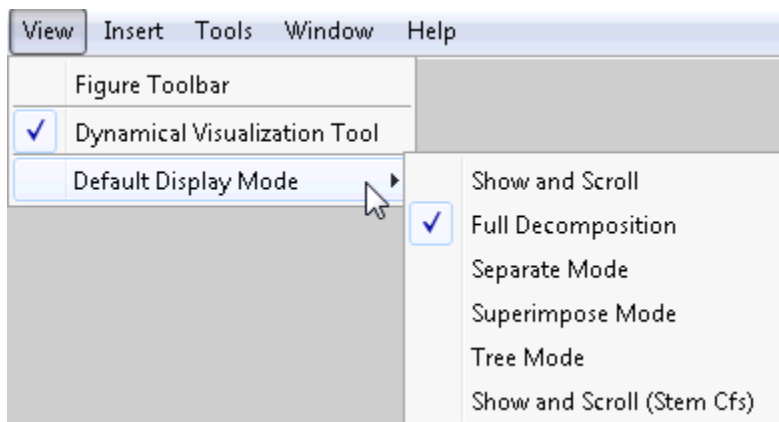 View Insert Tools Window Help
Figure Toolbar
Dynamical Visualization Tool
Default Display Mode
Show and Scroll
Full Decomposition
Separate Mode
Superimpose Mode
Tree Mode
Show and Scroll (Stem Cfs)